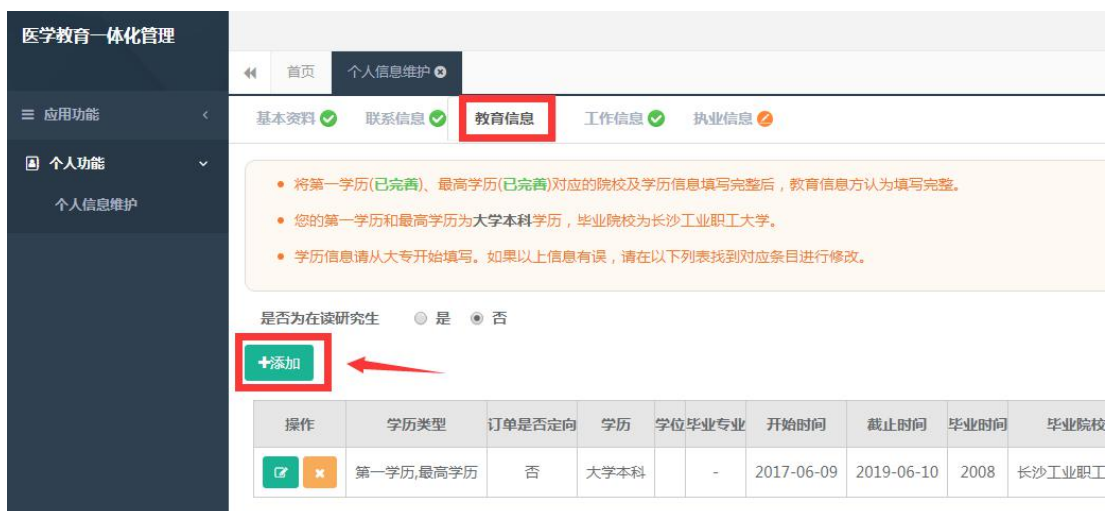 医学教育一体化管理
首页 个人信息维护
应用功能
基本资料 联系信息 教育信息 工作信息 执业信息
个人功能
个人信息维护
将第一学历(已完善)、最高学历(已完善)对应的院校及学历信息填写完整后，教育信息方认为填写完整。
您的第一学历和最高学历为大学本科学历，毕业院校为长沙工业职工大学。
学历信息请从大专开始填写。如果以上信息有误，请在以下列表找到对应条目进行修改。
是否为在读研究生 是 否
+添加
操作 学历类型 订单是否定向 学历 学位 毕业专业 开始时间 截止时间 毕业时间 毕业院校
第一学历,最高学历 否 大学本科 - 2017-06-09 2019-06-10 2008 长沙工业职工